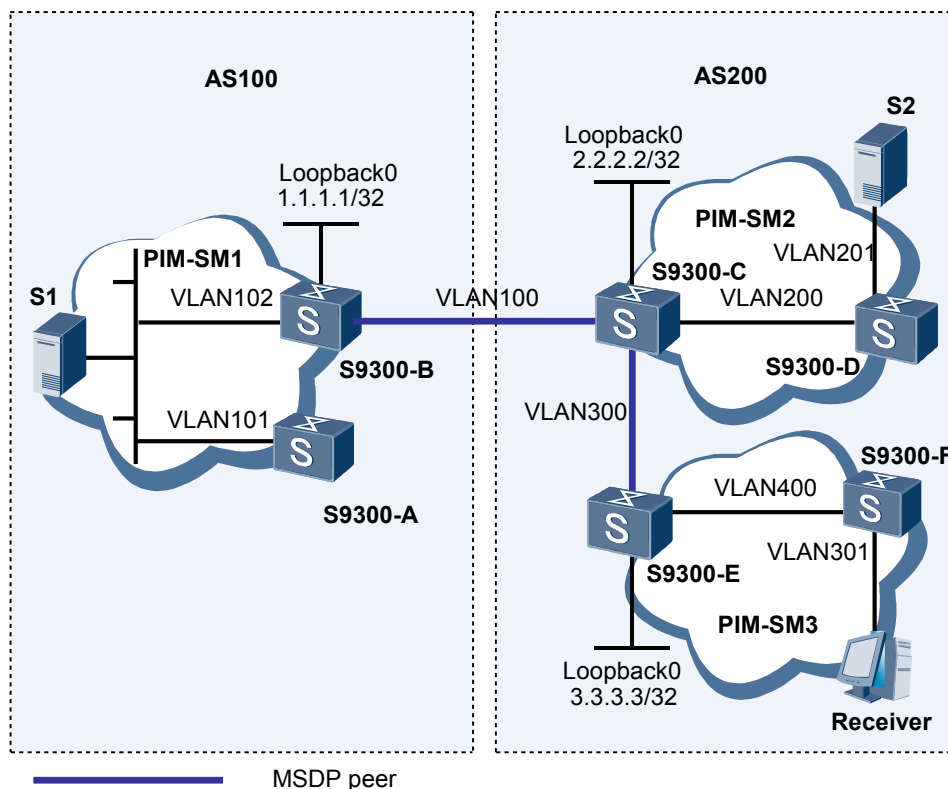 AS100
AS200
S2
Loopback0
2.2.2.2/32
Loopback0
1.1.1.1/32
PIM-SM2
PIM-SM1
VLAN201
S9300-C
S1
VLAN102
VLAN100
VLAN200
S
S
S
S9300-B
S9300-D
VLAN101
VLAN300
S
S9300-F
VLAN400
S9300-A
S
S
VLAN301
S9300-E
PIM-SM3
Loopback0
3.3.3.3/32
Receiver
MSDP peer